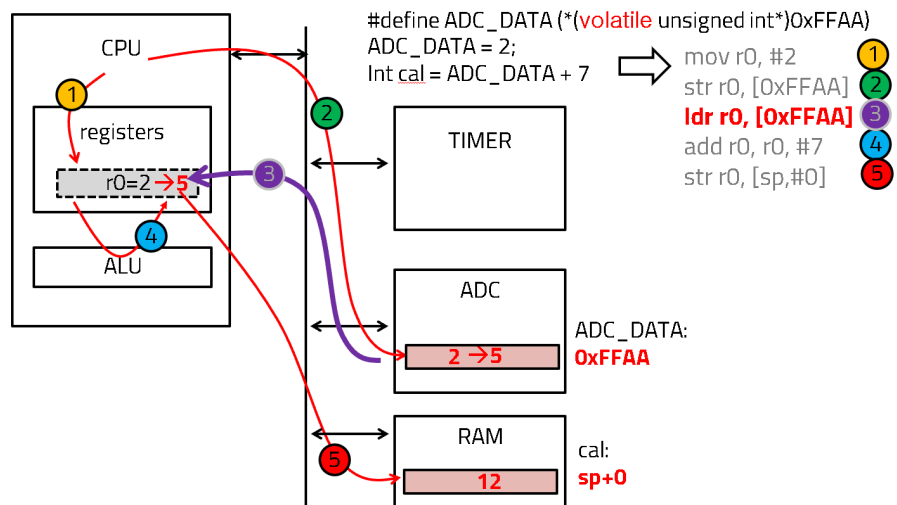 #define ADC_DATA (*(volatile unsigned int*)0xFFAA)
ADC_DATA = 2;
Int cal = ADC_DATA + 7
mov r0, #2 1
str r0, [0xFFAA] 2
ldr r0, [0xFFAA] 3
add r0, r0, #7 4
str r0, [sp,#0] 5
CPU
1
registers
r0=2 →5
4
ALU
2
3
5
TIMER
ADC
2 →5
ADC_DATA:
0xFFAA
RAM
12
cal:
sp+0